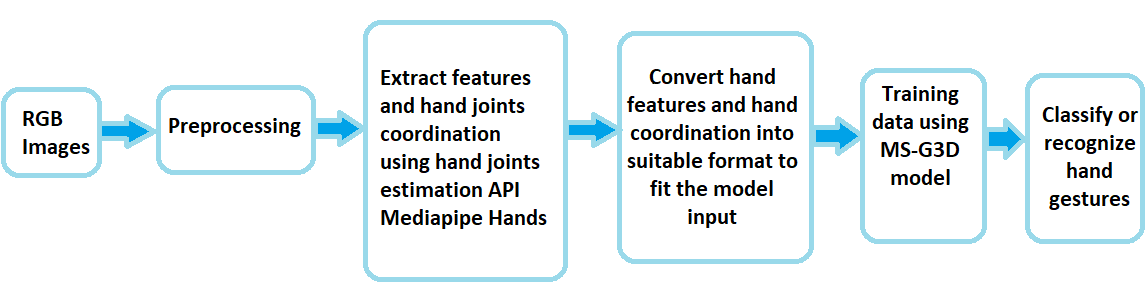 RGB
Images
Preprocessing
Extract features
and hand joints
coordination
using hand joints
estimation API
Mediapipe Hands
Convert hand
features and hand
coordination into
suitable format to
fit the model
input
Training
data using
MS-G3D
model
Classify or
recognize
hand
gestures